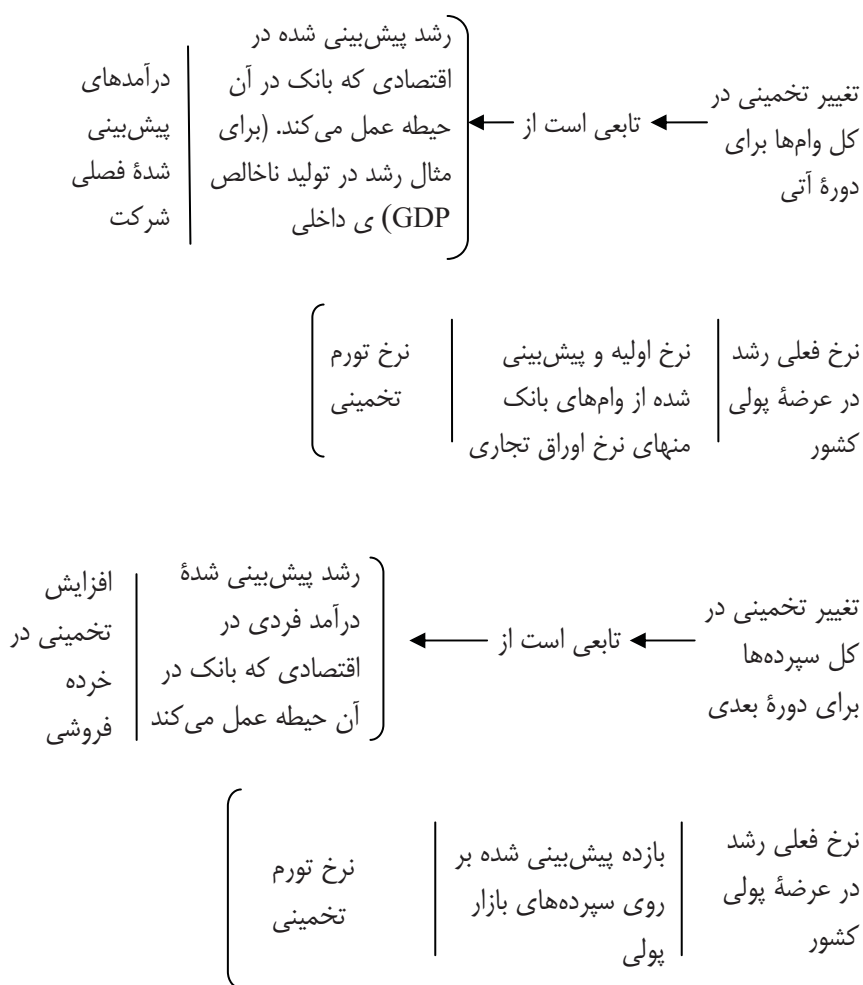 تغییر تخمینی در
کل وام‌ها برای
دورهٔ آتی
تابعی است از
رشد پیش‌بینی شده در
اقتصادی که بانک در آن
حیطه عمل می‌کند. (برای
مثال رشد در تولید ناخالص
GDP) ی داخلی
درآمدهای
پیش‌بینی
شدهٔ فصلی
شرکت
نرخ فعلی رشد
در عرضهٔ پولی
کشور
نرخ اولیه و پیش‌بینی
شده از وام‌های بانک
منهای نرخ اوراق تجاری
نرخ تورم
تخمینی
تغییر تخمینی در
کل سپرده‌ها
برای دورهٔ بعدی
تابعی است از
رشد پیش‌بینی شدهٔ
درآمد فردی در
اقتصادی که بانک در
آن حیطه عمل می‌کند
افزایش
تخمینی در
خرده
فروشی
نرخ فعلی رشد
در عرضهٔ پولی
کشور
بازده پیش‌بینی شده بر
روی سپرده‌های بازار
پولی
نرخ تورم
تخمینی